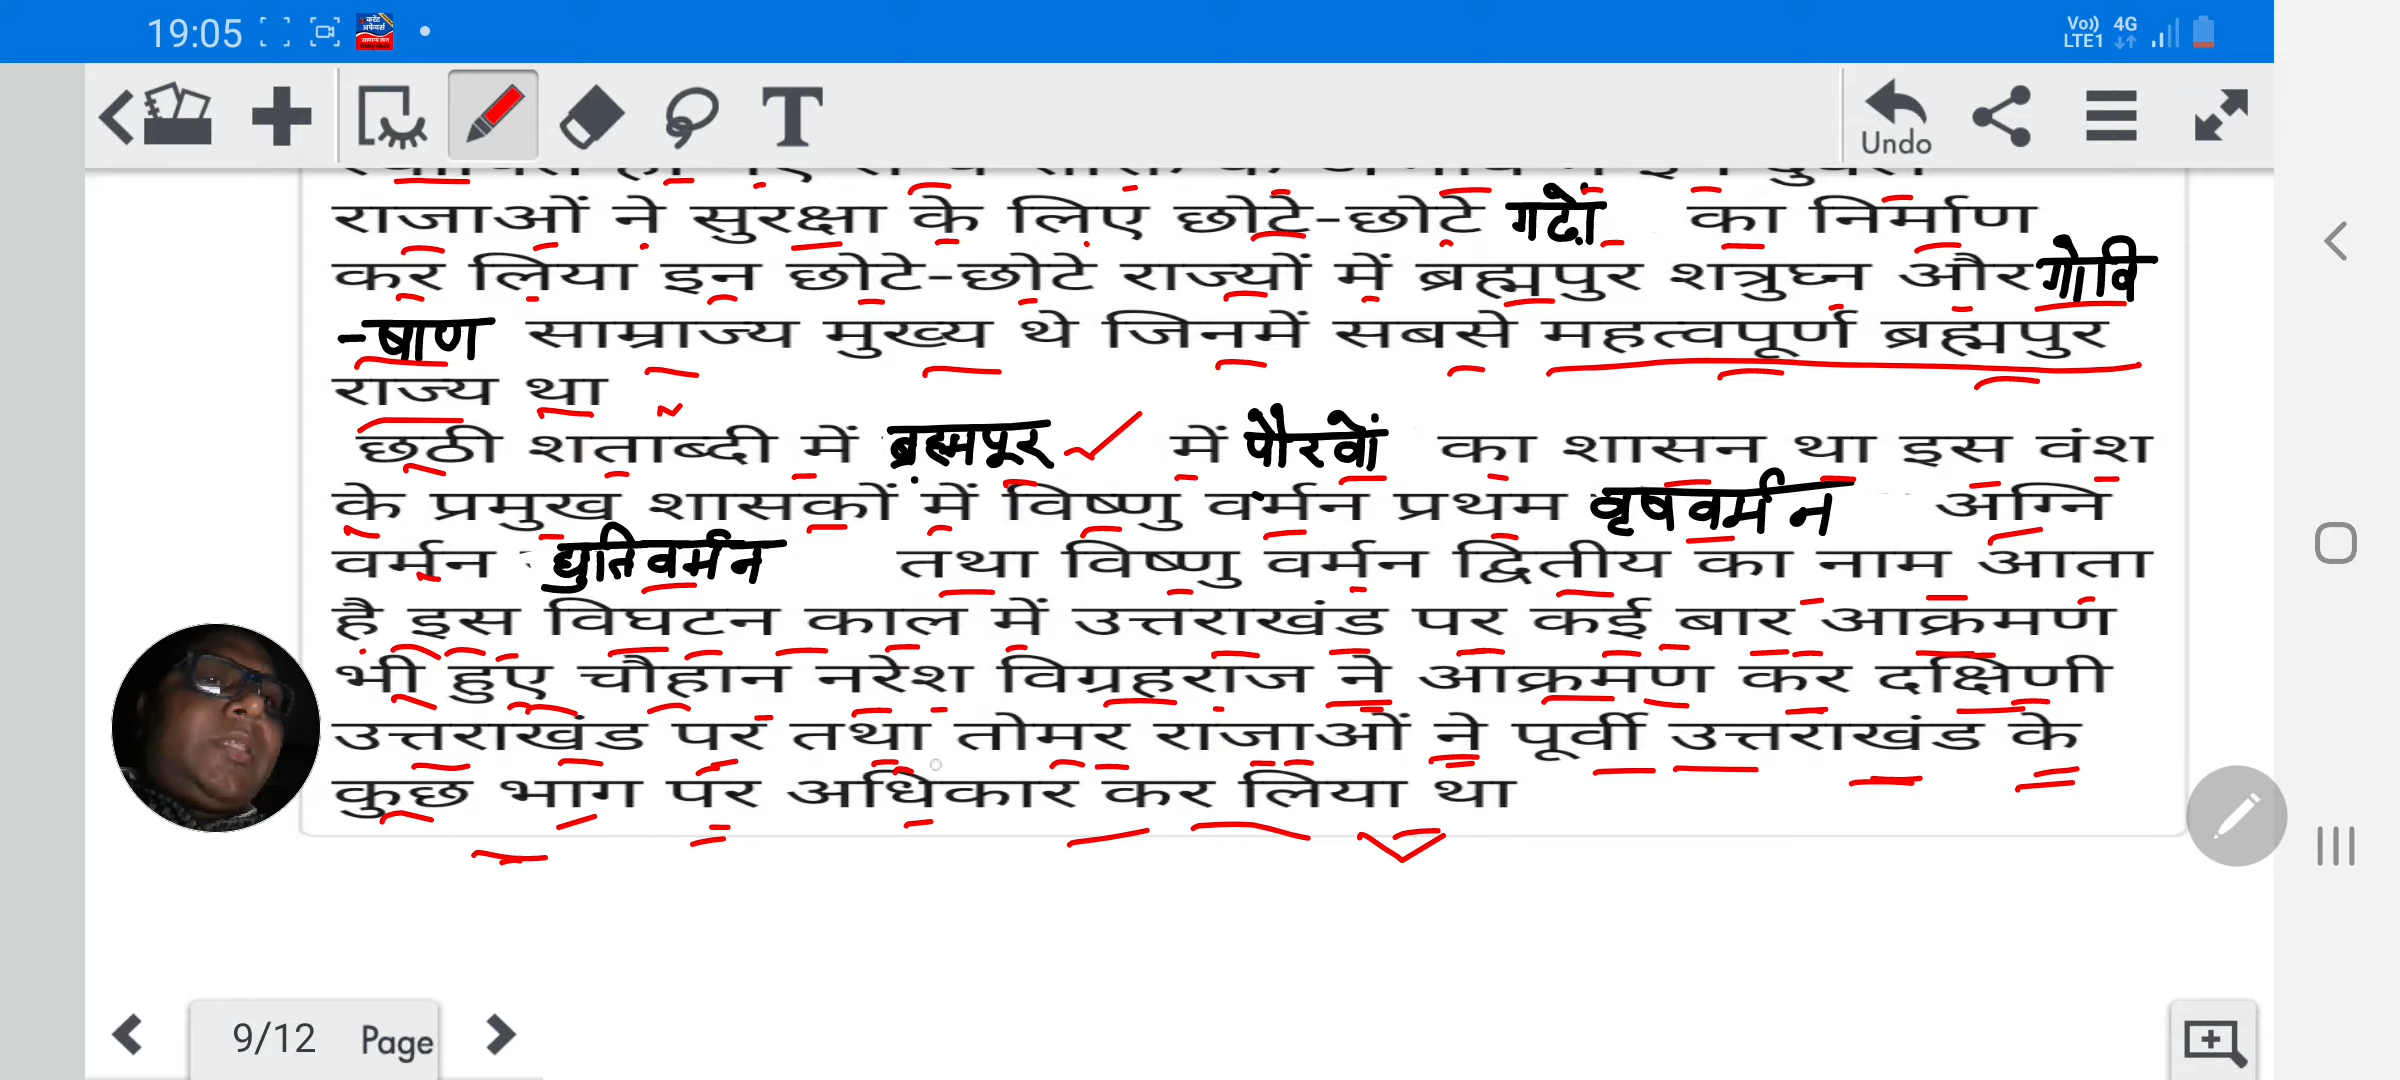 19:05
Vo)) 4G
LTE1
Undo
राजाओं ने सुरक्षा के लिए छोटे-छोटे गढ़ों का निर्माण
कर लिया इन छोटे-छोटे राज्यों में ब्रह्मपुर शत्रुघ्न और गोवि
-षाण साम्राज्य मुख्य थे जिनमें सबसे महत्वपूर्ण ब्रह्मपुर
राज्य था
छठी शताब्दी में ब्रह्मपूर में पौरवों का शासन था इस वंश
के प्रमुख शासकों में विष्णु वर्मन प्रथम वृषवर्मन अग्नि
वर्मन द्युतिवर्मन तथा विष्णु वर्मन द्वितीय का नाम आता
है इस विघटन काल में उत्तराखंड पर कई बार आक्रमण
भी हुए चौहान नरेश विग्रहराज ने आक्रमण कर दक्षिणी
उत्तराखंड पर तथा तोमर राजाओं ने पूर्वी उत्तराखंड के
कुछ भाग पर अधिकार कर लिया था
9/12 Page